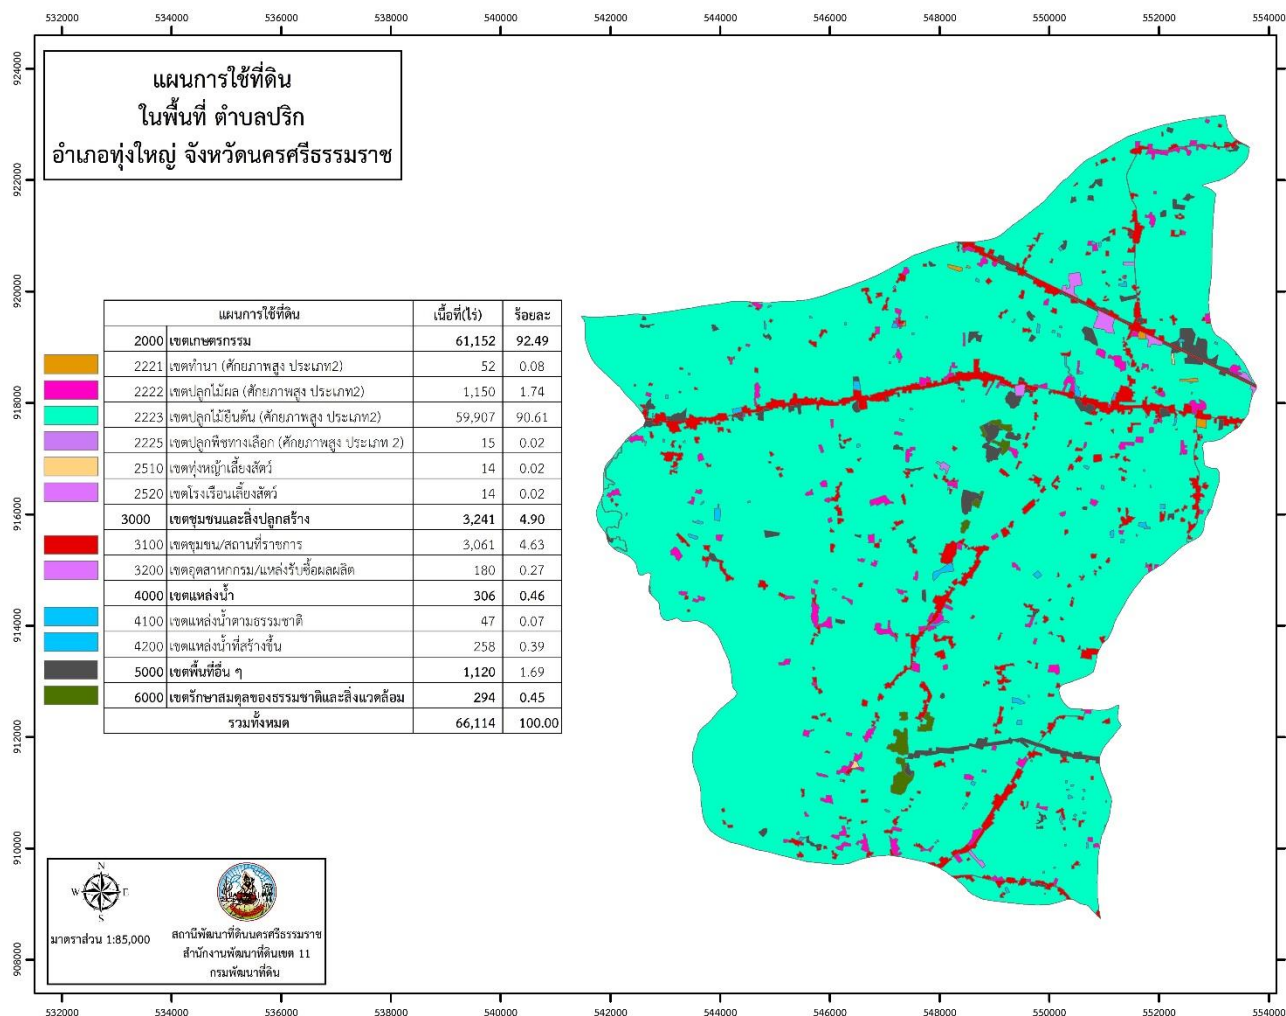 532000 534000 536000 538000 540000 542000 544000 546000 548000 550000 552000 554000
แผนการใช้ที่ดิน
ในพื้นที่ ตำบลปริก
อำเภอทุ่งใหญ่ จังหวัดนครศรีธรรมราช
924000
922000
920000
918000
916000
914000
912000
910000
908000
แผนการใช้ที่ดิน เนื้อที่(ไร่) ร้อยละ
2000 เขตเกษตรกรรม 61,152 92.49
2221 เขตทำนา (ศักยภาพสูง ประเภท2) 52 0.08
2222 เขตปลูกไม้ผล (ศักยภาพสูง ประเภท2) 1,150 1.74
2223 เขตปลูกไม้ยืนต้น (ศักยภาพสูง ประเภท2) 59,907 90.61
2225 เขตปลูกพืชทางเลือก (ศักยภาพสูง ประเภท 2) 15 0.02
2510 เขตทุ่งหญ้าเลี้ยงสัตว์ 14 0.02
2520 เขตโรงเรือนเลี้ยงสัตว์ 14 0.02
3000 เขตชุมชนและสิ่งปลูกสร้าง 3,241 4.90
3100 เขตชุมชน/สถานที่ราชการ 3,061 4.63
3200 เขตอุตสาหกรรม/แหล่งรับซื้อผลผลิต 180 0.27
4000 เขตแหล่งน้ำ 306 0.46
4100 เขตแหล่งน้ำตามธรรมชาติ 47 0.07
4200 เขตแหล่งน้ำที่สร้างขึ้น 258 0.39
5000 เขตพื้นที่อื่น ๆ 1,120 1.69
6000 เขตรักษาสมดุลของธรรมชาติและสิ่งแวดล้อม 294 0.45
รวมทั้งหมด 66,114 100.00
N
W E
S
มาตราส่วน 1:85,000
สถานีพัฒนาที่ดินนครศรีธรรมราช
สำนักงานพัฒนาที่ดินเขต 11
กรมพัฒนาที่ดิน
532000 534000 536000 538000 540000 542000 544000 546000 548000 550000 552000 554000